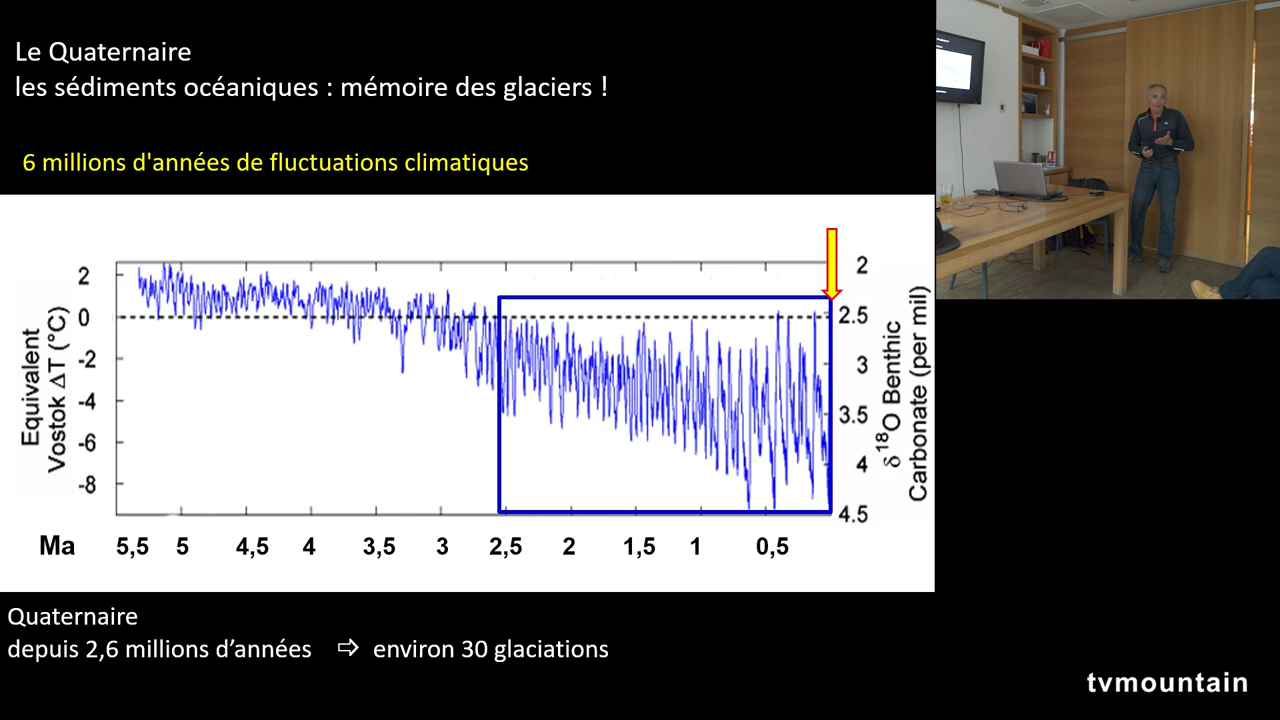 Le Quaternaire
les sédiments océaniques : mémoire des glaciers !
6 millions d'années de fluctuations climatiques
Equivalent
Vostok ΔT (°C)
2
0
-2
-4
-6
-8
2
2.5
3
3.5
4
4.5
δ 18O Benthic
Carbonate (per mil)
Ma 5,5 5 4,5 4 3,5 3 2,5 2 1,5 1 0,5
Quaternaire
depuis 2,6 millions d’années ⇨ environ 30 glaciations
tvmountain